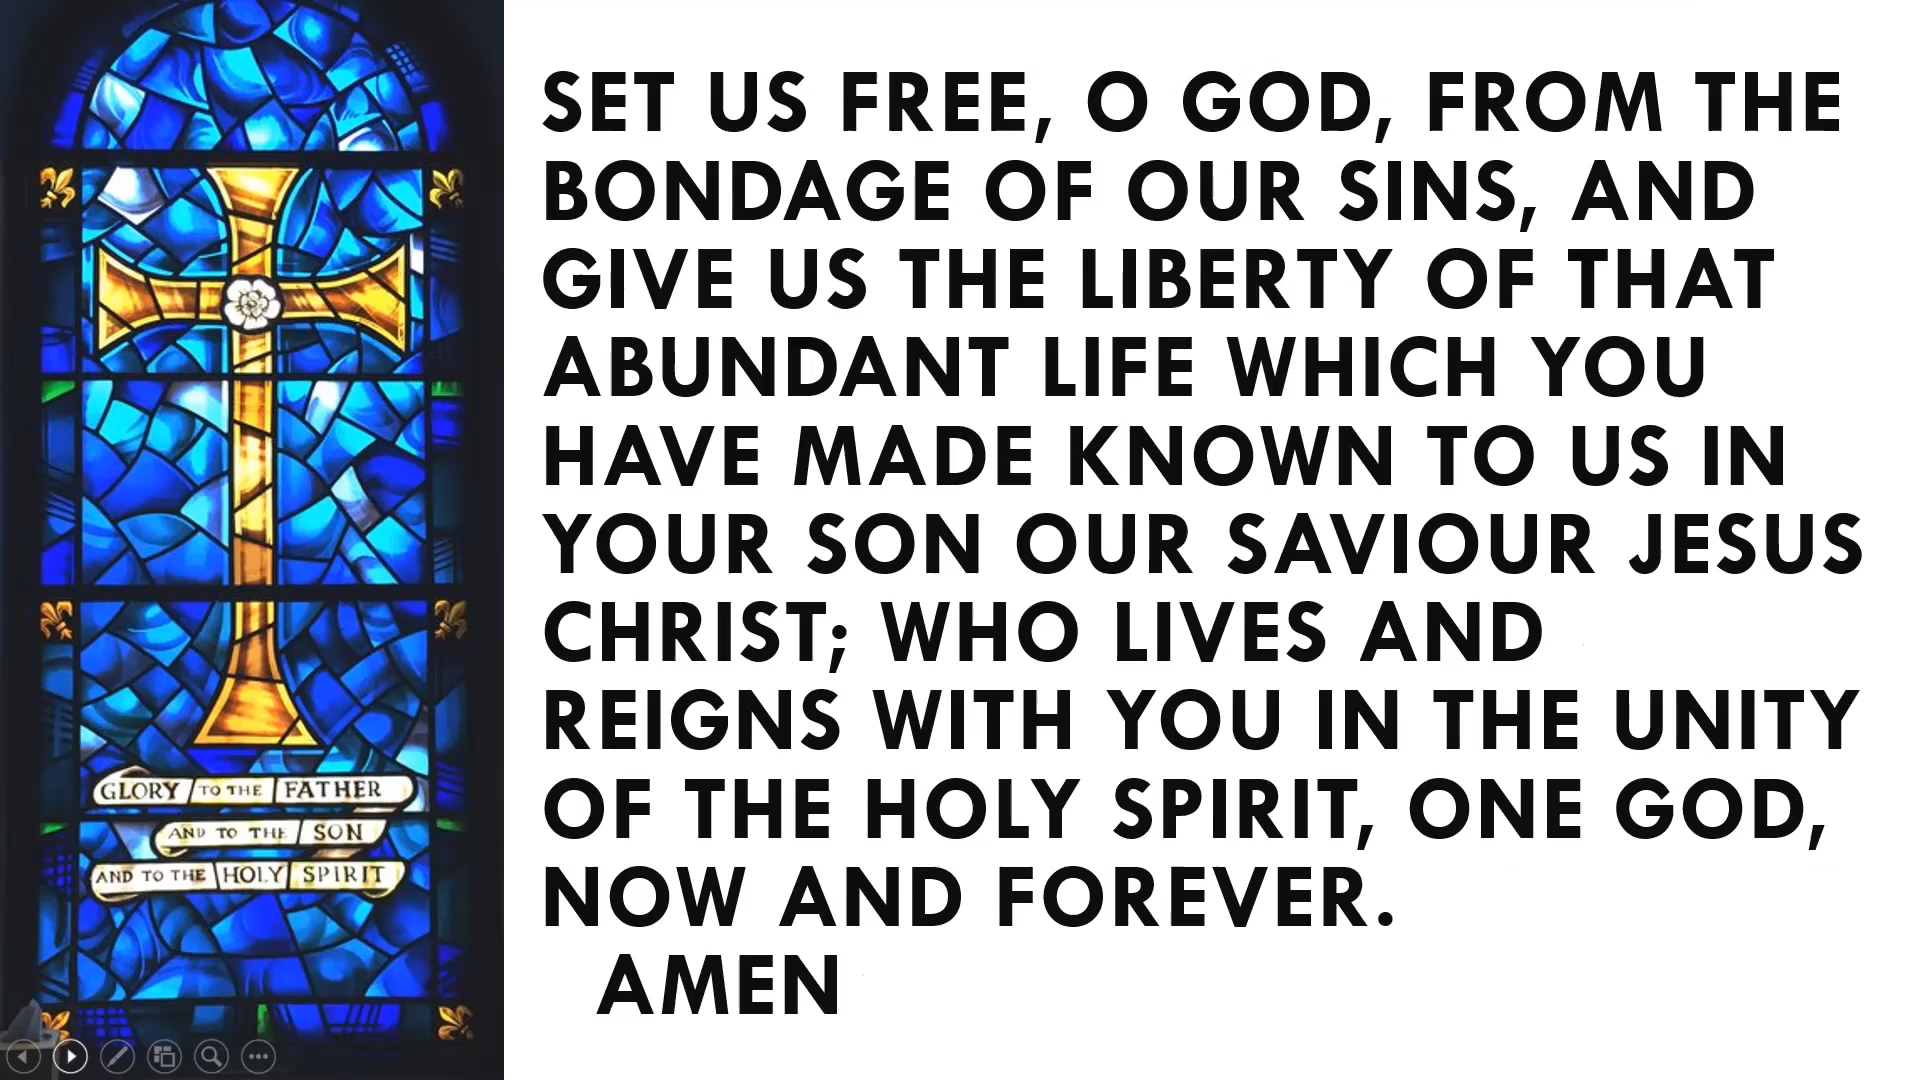 SET US FREE, O GOD, FROM THE
BONDAGE OF OUR SINS, AND
GIVE US THE LIBERTY OF THAT
ABUNDANT LIFE WHICH YOU
HAVE MADE KNOWN TO US IN
YOUR SON OUR SAVIOUR JESUS
CHRIST; WHO LIVES AND
REIGNS WITH YOU IN THE UNITY
OF THE HOLY SPIRIT, ONE GOD,
NOW AND FOREVER.
AMEN
GLORY TO THE FATHER
AND TO THE SON
AND TO THE HOLY SPIRIT